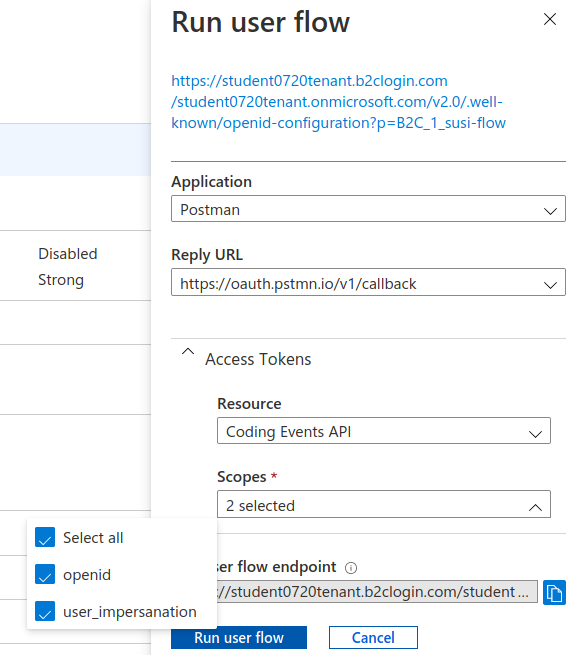 Run user flow
https://student0720tenant.b2clogin.com
/student0720tenant.onmicrosoft.com/v2.0/.well-
known/openid-configuration?p=B2C_1_susi-flow
Application
Postman
Reply URL
https://oauth.pstmn.io/v1/callback
Disabled
Strong
Access Tokens
Resource
Coding Events API
Scopes *
2 selected
Select all
openid
user_impersanation
ser flow endpoint
://student0720tenant.b2clogin.com/student ...
Run user flow
Cancel